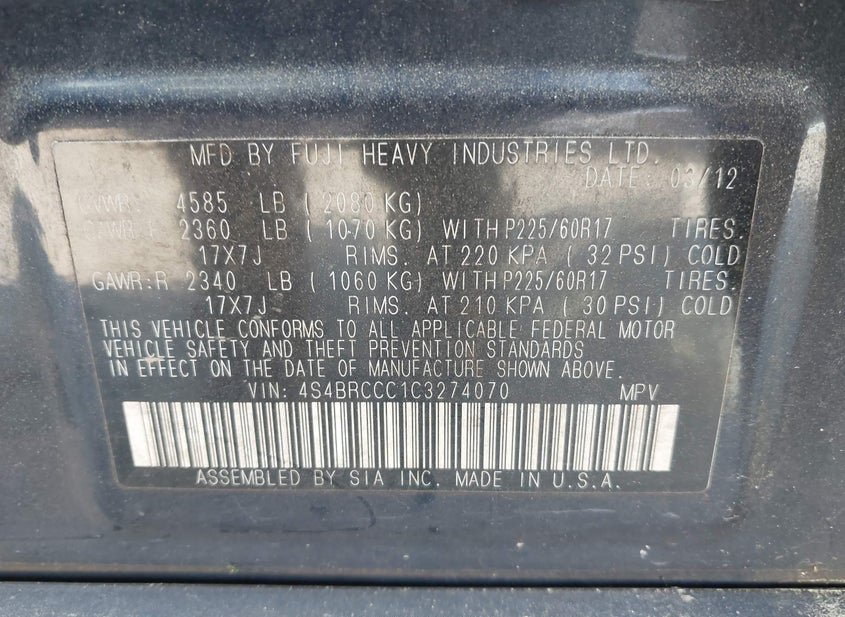 MFD BY FUJI HEAVY INDUSTRIES LTD.
DATE 03/12
GVWR: 4585 LB ( 2080 KG)
GAWR:F 2360 LB ( 1070 KG) WITH P225/60R17 TIRES.
17X7J RIMS. AT 220 KPA ( 32 PSI) COLD
GAWR:R 2340 LB ( 1060 KG) WITH P225/60R17 TIRES.
17X7J RIMS. AT 210 KPA ( 30 PSI) COLD
THIS VEHICLE CONFORMS TO ALL APPLICABLE FEDERAL MOTOR
VEHICLE SAFETY AND THEFT PREVENTION STANDARDS
IN EFFECT ON THE DATE OF MANUFACTURE SHOWN ABOVE.
VIN: 4S4BRCCC1C3274070 MPV
ASSEMBLED BY SIA INC. MADE IN U.S.A.